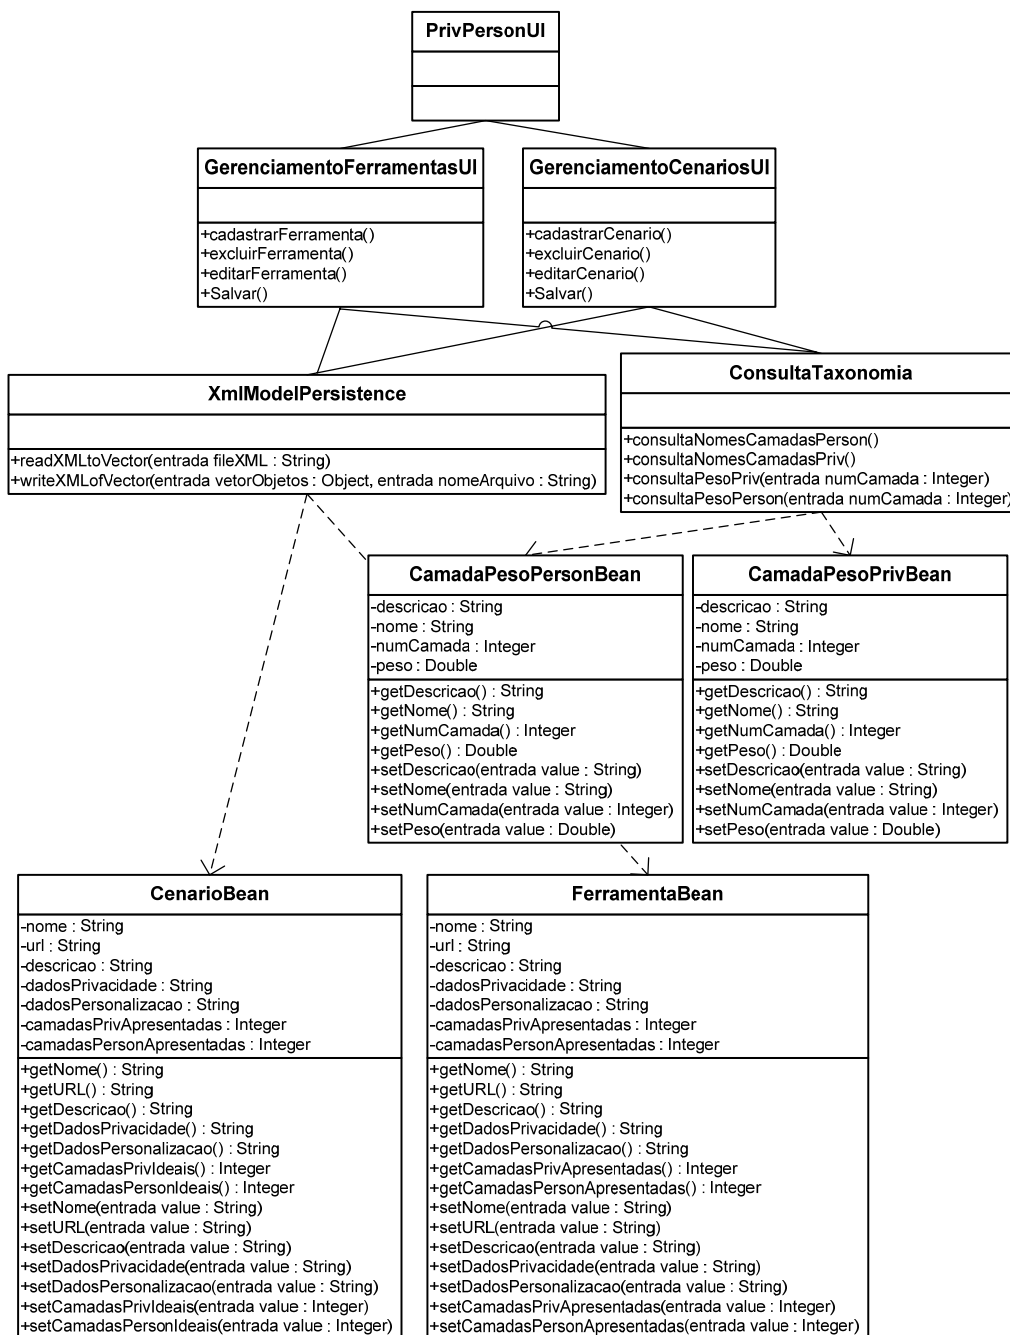 PrivPersonUI
GerenciamentoFerramentasUI
+cadastrarFerramenta()
+excluirFerramenta()
+editarFerramenta()
+Salvar()
GerenciamentoCenariosUI
+cadastrarCenario()
+excluirCenario()
+editarCenario()
+Salvar()
XmlModelPersistence
+readXMLtoVector(entrada fileXML : String)
+writeXMLofVector(entrada vetorObjetos : Object, entrada nomeArquivo : String)
ConsultaTaxonomia
+consultaNomesCamadasPerson()
+consultaNomesCamadasPriv()
+consultaPesoPriv(entrada numCamada : Integer)
+consultaPesoPerson(entrada numCamada : Integer)
CamadaPesoPersonBean
-descricao : String
-nome : String
-numCamada : Integer
-peso : Double
+getDescricao() : String
+getNome() : String
+getNumCamada() : Integer
+getPeso() : Double
+setDescricao(entrada value : String)
+setNome(entrada value : String)
+setNumCamada(entrada value : Integer)
+setPeso(entrada value : Double)
CamadaPesoPrivBean
-descricao : String
-nome : String
-numCamada : Integer
-peso : Double
+getDescricao() : String
+getNome() : String
+getNumCamada() : Integer
+getPeso() : Double
+setDescricao(entrada value : String)
+setNome(entrada value : String)
+setNumCamada(entrada value : Integer)
+setPeso(entrada value : Double)
CenarioBean
-nome : String
-url : String
-descricao : String
-dadosPrivacidade : String
-dadosPersonalizacao : String
-camadasPrivApresentadas : Integer
-camadasPersonApresentadas : Integer
+getNome() : String
+getURL() : String
+getDescricao() : String
+getDadosPrivacidade() : String
+getDadosPersonalizacao() : String
+getCamadasPrivIdeais() : Integer
+getCamadasPersonIdeais() : Integer
+setNome(entrada value : String)
+setURL(entrada value : String)
+setDescricao(entrada value : String)
+setDadosPrivacidade(entrada value : String)
+setDadosPersonalizacao(entrada value : String)
+setCamadasPrivIdeais(entrada value : Integer)
+setCamadasPersonIdeais(entrada value : Integer)
FerramentaBean
-nome : String
-url : String
-descricao : String
-dadosPrivacidade : String
-dadosPersonalizacao : String
-camadasPrivApresentadas : Integer
-camadasPersonApresentadas : Integer
+getNome() : String
+getURL() : String
+getDescricao() : String
+getDadosPrivacidade() : String
+getDadosPersonalizacao() : String
+getCamadasPrivApresentadas() : Integer
+getCamadasPersonApresentadas() : Integer
+setNome(entrada value : String)
+setURL(entrada value : String)
+setDescricao(entrada value : String)
+setDadosPrivacidade(entrada value : String)
+setDadosPersonalizacao(entrada value : String)
+setCamadasPrivApresentadas(entrada value : Integer)
+setCamadasPersonApresentadas(entrada value : Integer)